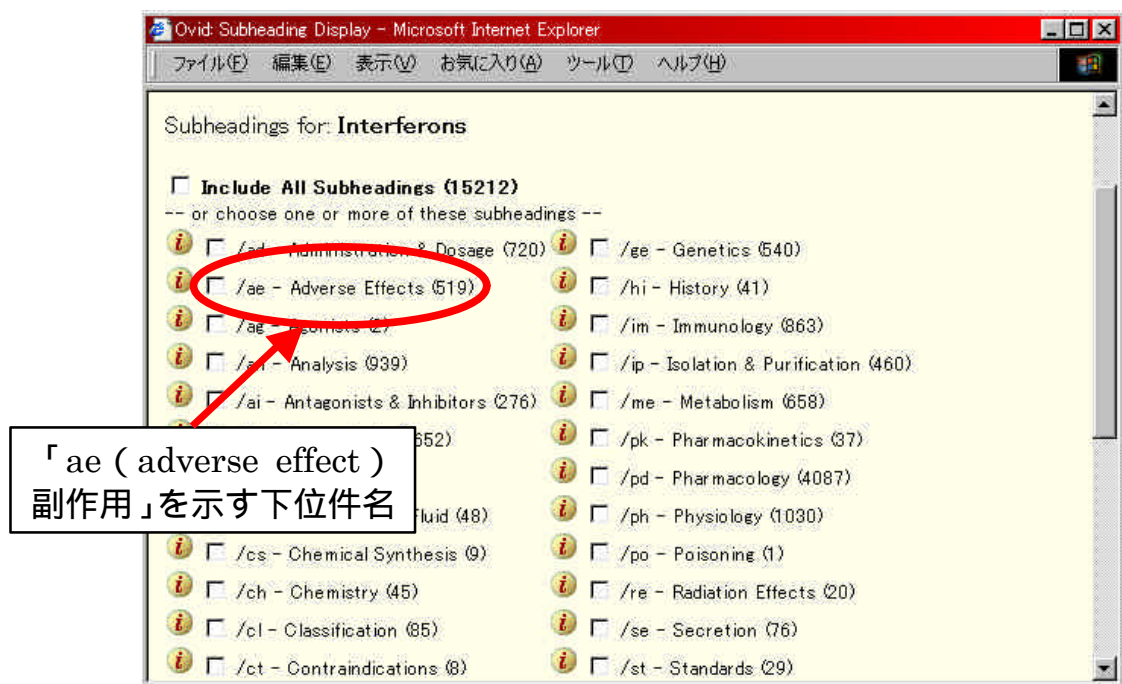 Ovid: Subheading Display - Microsoft Internet Explorer
ファイル(F) 編集(E) 表示(V) お気に入り(A) ツール(T) ヘルプ(H)
Subheadings for: Interferons
Include All Subheadings (15212)
-- or choose one or more of these subheadings --
/ad - Administration & Dosage (720)
/ae - Adverse Effects (519)
/ag - Agonists (2)
/an - Analysis (939)
/ai - Antagonists & Inhibitors (276)
652)
luid (48)
/cs - Chemical Synthesis (9)
/ch - Chemistry (45)
/cl - Classification (85)
/ct - Contraindications (8)
/ge - Genetics (540)
/hi - History (41)
/im - Immunology (863)
/ip - Isolation & Purification (460)
/me - Metabolism (658)
/pk - Pharmacokinetics (37)
/pd - Pharmacology (4087)
/ph - Physiology (1030)
/po - Poisoning (1)
/re - Radiation Effects (20)
/se - Secretion (76)
/st - Standards (29)
「ae ( adverse effect )
副作用」を示す下位件名